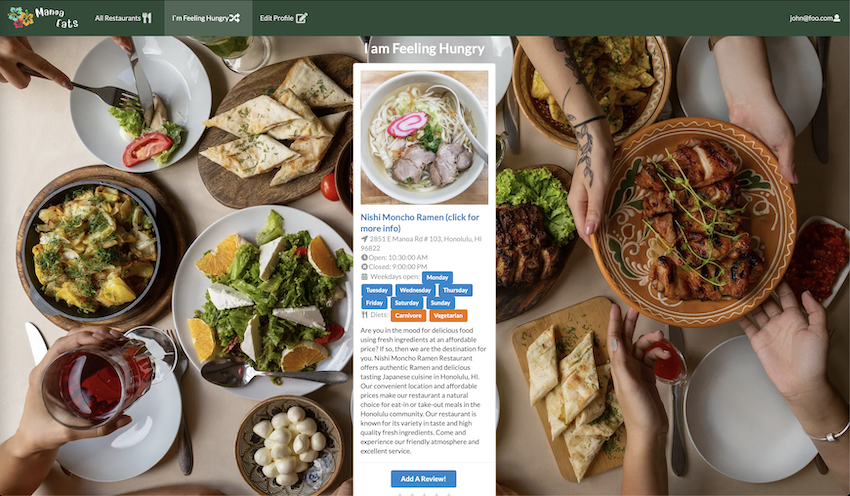 Manoa Eats
All Restaurants
I'm Feeling Hungry
Edit Profile
john@foo.com
I am Feeling Hungry
Nishi Moncho Ramen (click for
more info)
2851 E Manoa Rd # 103, Honolulu, HI
96822
Open: 10:30:00 AM
Closed: 9:00:00 PM
Weekdays open: Monday
Tuesday Wednesday Thursday
Friday Saturday Sunday
Diets: Carnivore Vegetarian
Are you in the mood for delicious food
using fresh ingredients at an affordable
price? If so, then we are the destination for
you. Nishi Moncho Ramen Restaurant
offers authentic Ramen and delicious
tasting Japanese cuisine in Honolulu, HI.
Our convenient location and affordable
prices make our restaurant a natural
choice for eat-in or take-out meals in the
Honolulu community. Our restaurant is
known for its variety in taste and high
quality fresh ingredients. Come and
experience our friendly atmosphere and
excellent service.
Add A Review!